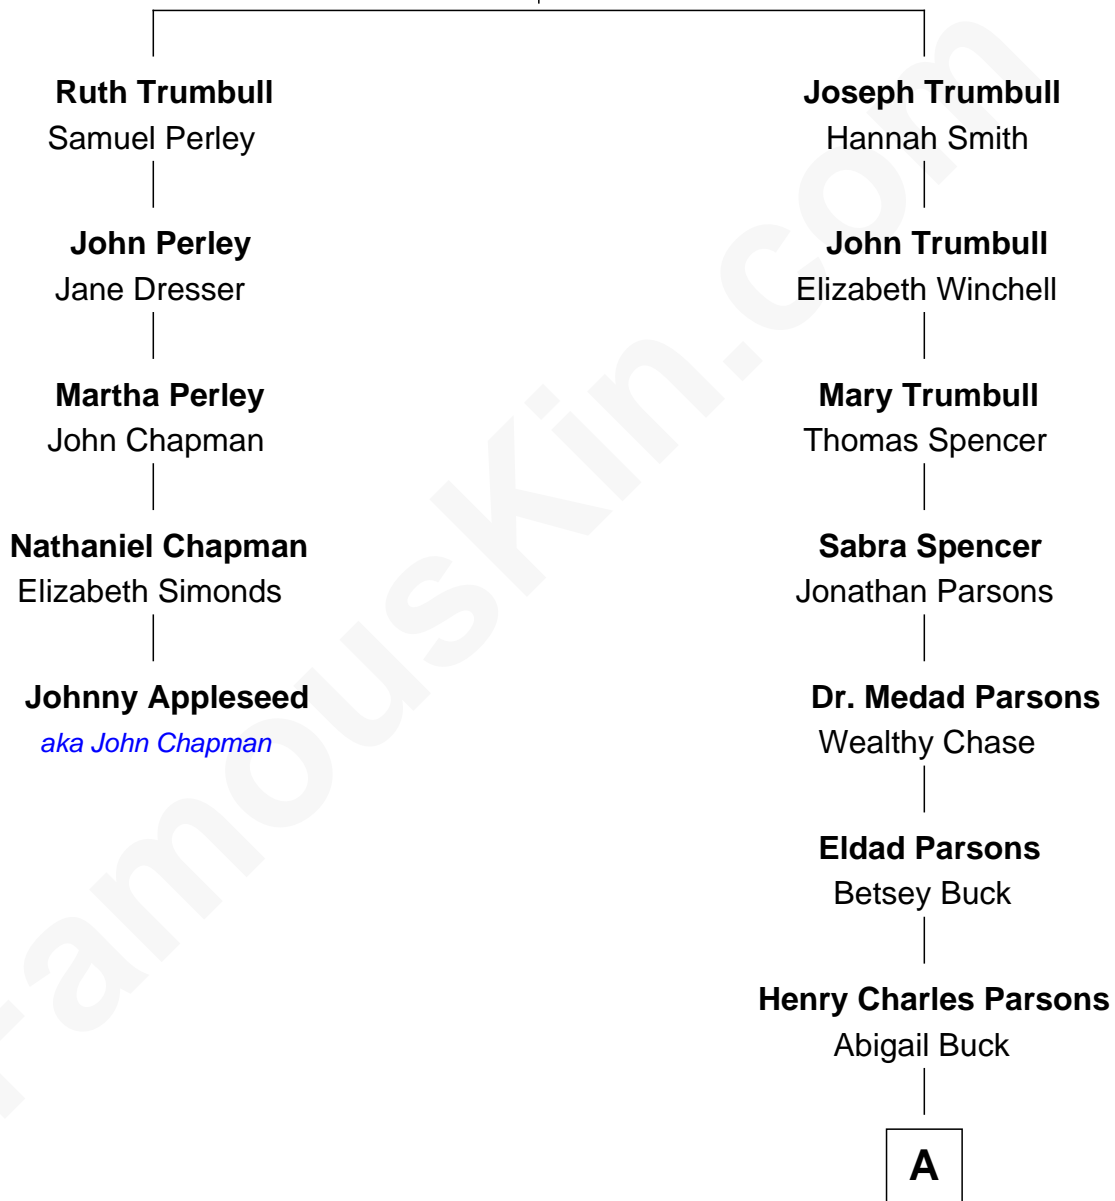 Ruth Trumbull
Samuel Perley
John Perley
Jane Dresser
Martha Perley
John Chapman
Nathaniel Chapman
Elizabeth Simonds
Johnny Appleseed
aka John Chapman
Joseph Trumbull
Hannah Smith
John Trumbull
Elizabeth Winchell
Mary Trumbull
Thomas Spencer
Sabra Spencer
Jonathan Parsons
Dr. Medad Parsons
Wealthy Chase
Eldad Parsons
Betsey Buck
Henry Charles Parsons
Abigail Buck
A
FamousKin.com